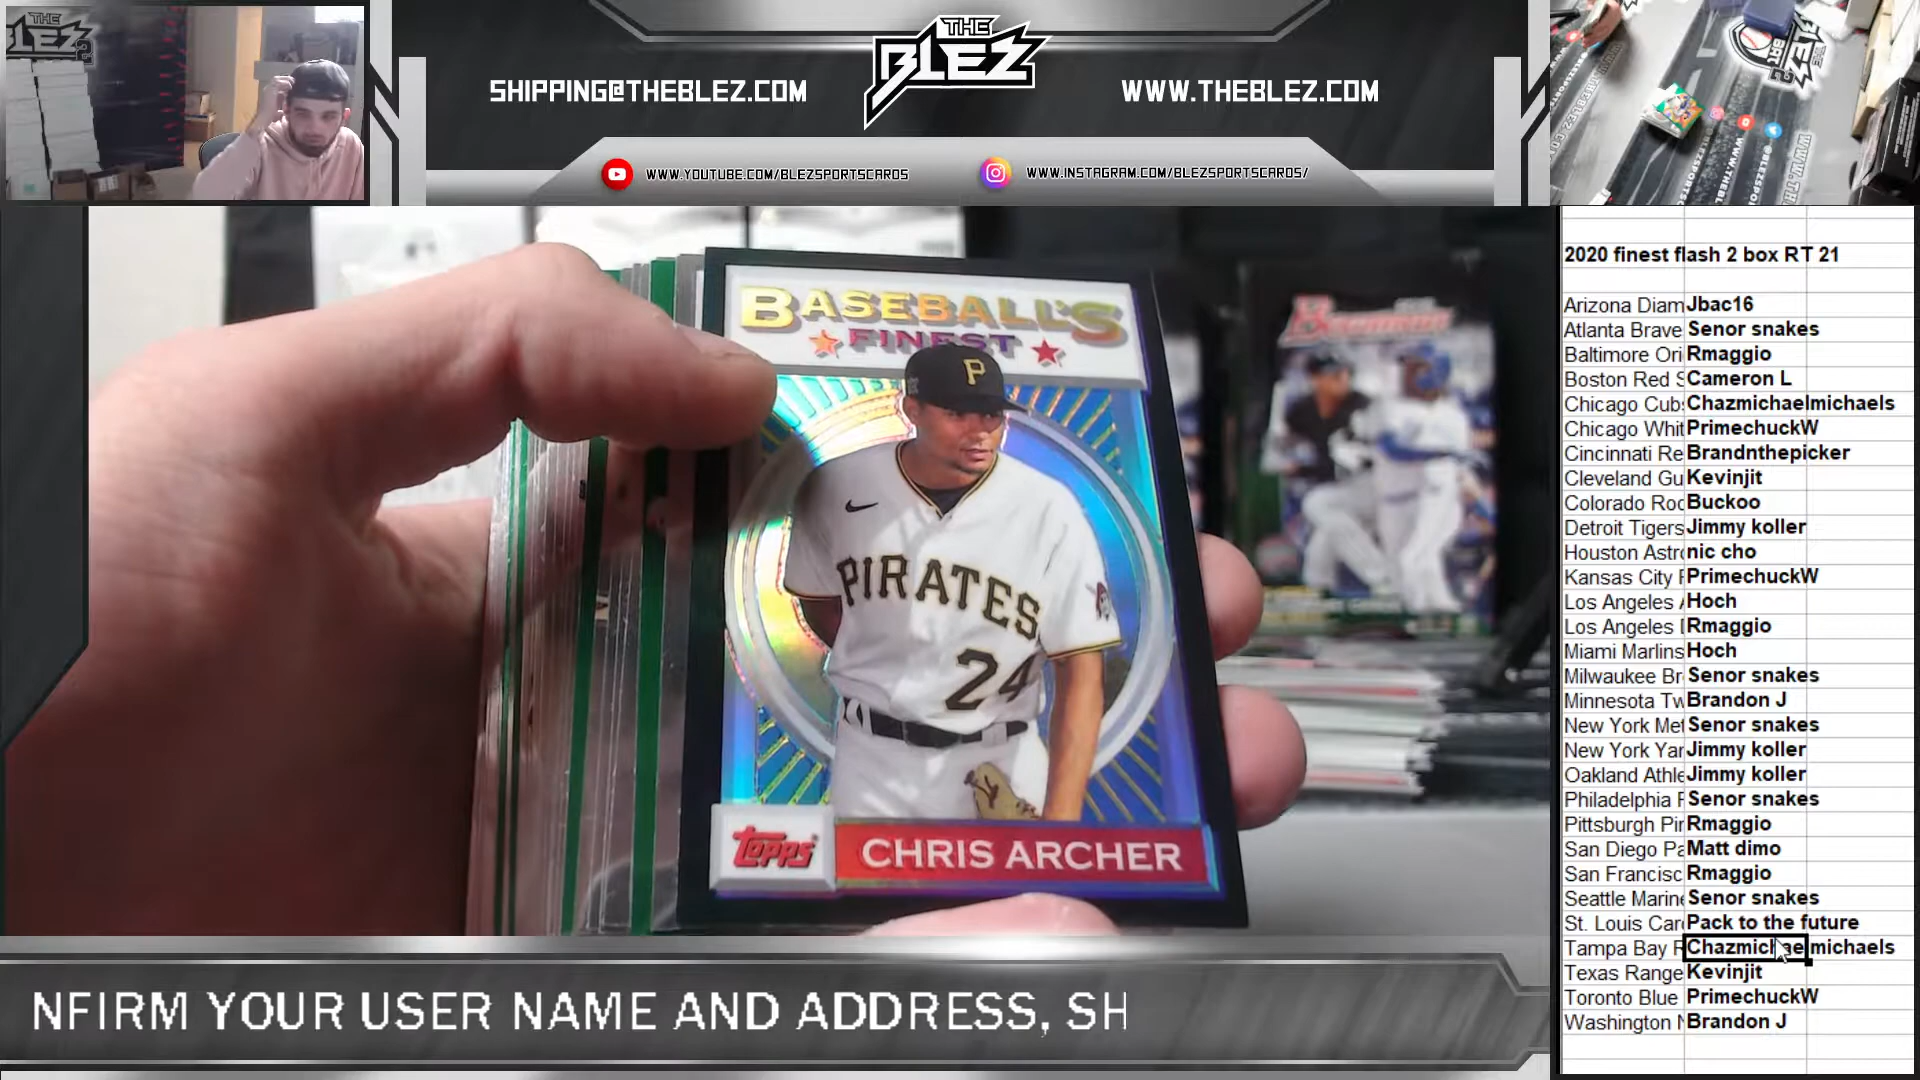 THE
BLEZ
SHIPPING@THEBLEZ.COM
WWW.THEBLEZ.COM
WWW.YOUTUBE.COM/BLEZSPORTSCARDS
WWW.INSTAGRAM.COM/BLEZSPORTSCARDS/
BASEBALL'S
FINEST
P
PIRATES
24
Topps
CHRIS ARCHER
Bowman
NFIRM YOUR USER NAME AND ADDRESS, SH
2020 finest flash 2 box RT 21
Arizona Diam Jbac16
Atlanta Brave Senor snakes
Baltimore Ori Rmaggio
Boston Red S Cameron L
Chicago Cubs Chazmichaelmichaels
Chicago Whit PrimechuckW
Cincinnati Re Brandnthepicker
Cleveland Gu Kevinjit
Colorado Roc Buckoo
Detroit Tigers Jimmy koller
Houston Astro nic cho
Kansas City PrimechuckW
Los Angeles Hoch
Los Angeles Rmaggio
Miami Marlins Hoch
Milwaukee Br Senor snakes
Minnesota Tw Brandon J
New York Met Senor snakes
New York Yan Jimmy koller
Oakland Athle Jimmy koller
Philadelphia Senor snakes
Pittsburgh Pir Rmaggio
San Diego Pa Matt dimo
San Francisc Rmaggio
Seattle Marine Senor snakes
St. Louis Car Pack to the future
Tampa Bay Chazmichaelmichaels
Texas Range Kevinjit
Toronto Blue PrimechuckW
Washington Brandon J